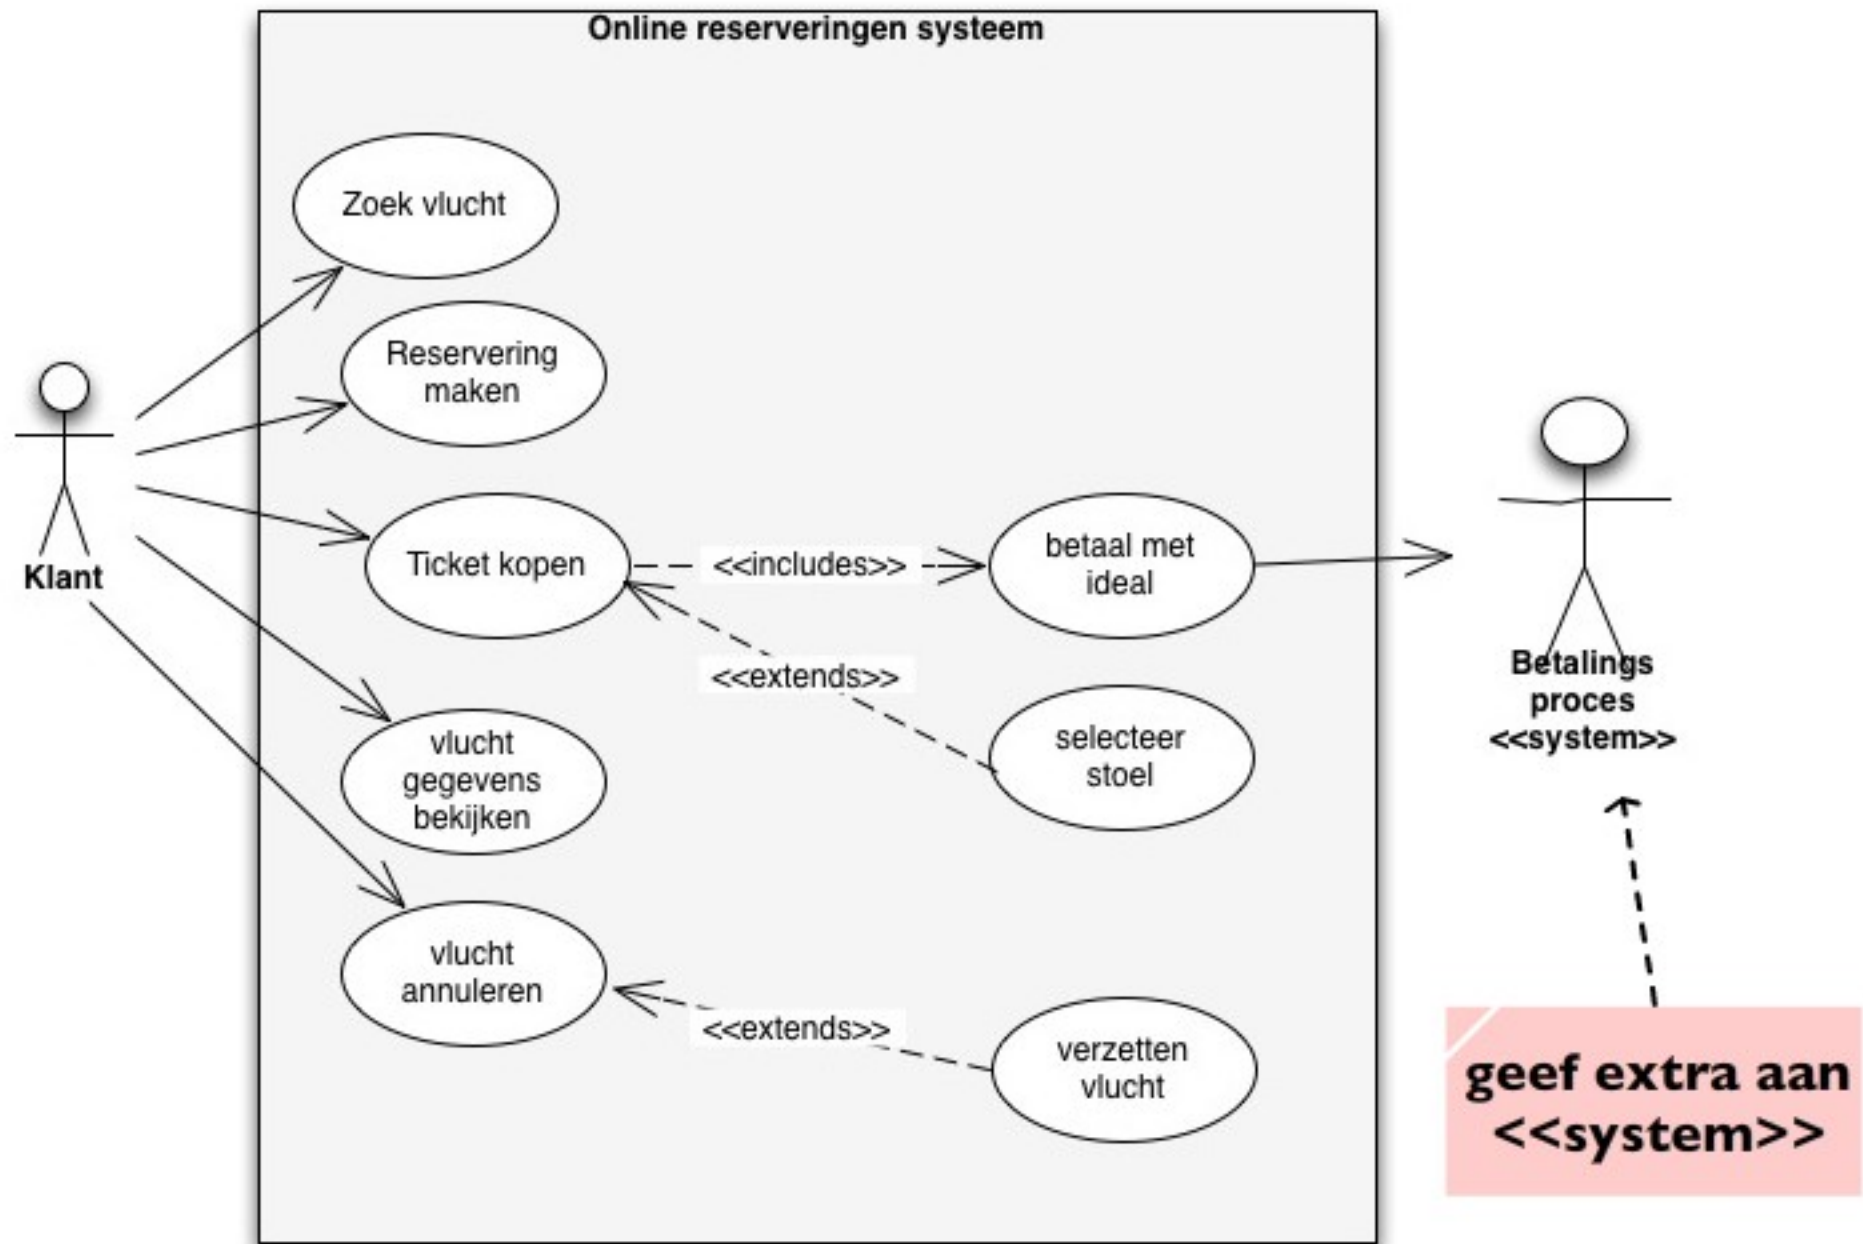 Online reserveringen systeem
Zoek vlucht
Reservering
maken
Klant
Ticket kopen
<<includes>>
betaal met
ideal
<<extends>>
selecteer
stoel
Betalings
proces
<<system>>
vlucht
gegevens
bekijken
vlucht
annuleren
<<extends>>
verzetten
vlucht
geef extra aan
<<system>>